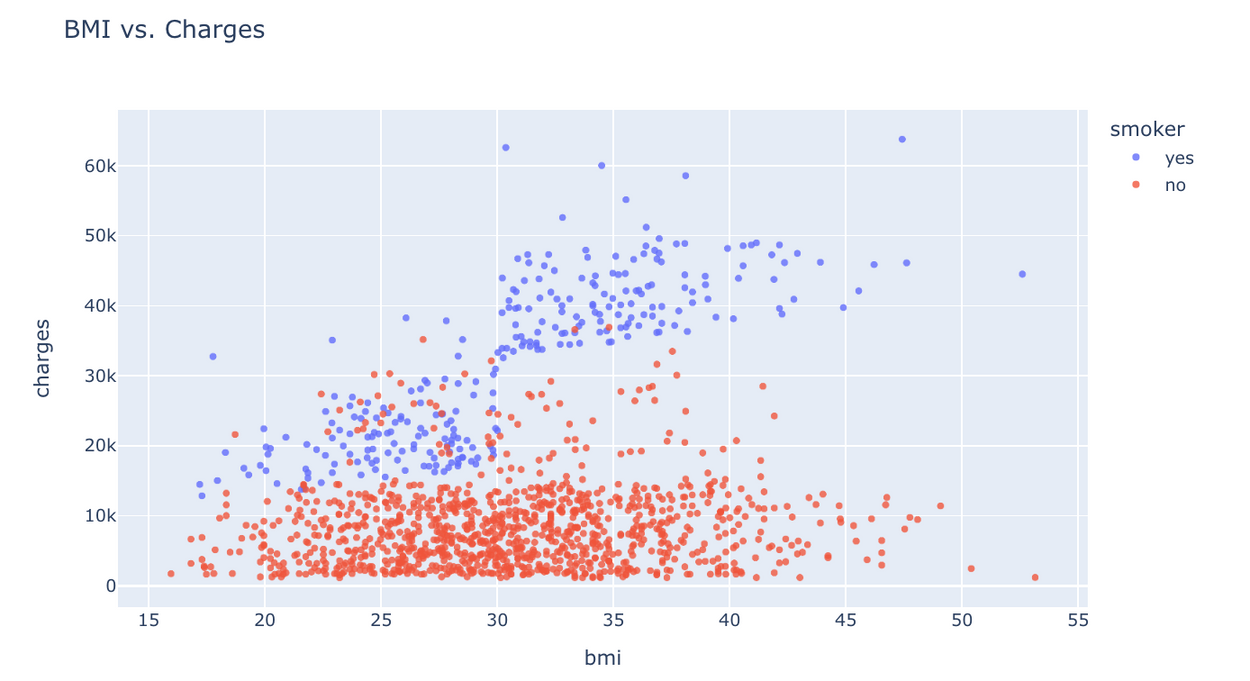 BMI vs. Charges
smoker
yes
no
60k
50k
40k
30k
20k
10k
0
charges
15 20 25 30 35 40 45 50 55
bmi